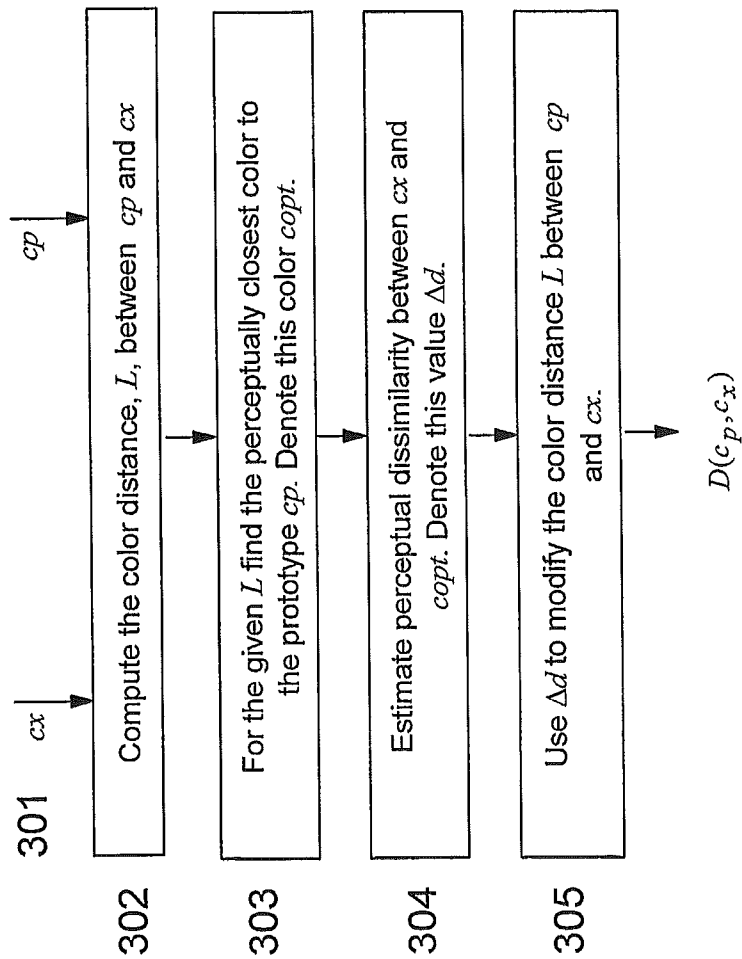 301
cx
cp
302
Compute the color distance, L, between cp and cx
303
For the given L find the perceptually closest color to
the prototype cp. Denote this color copt.
304
Estimate perceptual dissimilarity between cx and
copt. Denote this value Δd.
305
Use Δd to modify the color distance L between cp
and cx.
D(c_p, c_x)